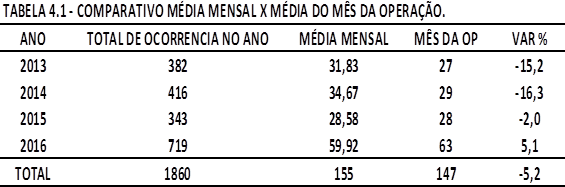 TABELA 4.1 - COMPARATIVO MÉDIA MENSAL X MÉDIA DO MÊS DA OPERAÇÃO.
ANO TOTAL DE OCORRENCIA NO ANO MÉDIA MENSAL MÊS DA OP VAR %
2013 382 31,83 27 -15,2
2014 416 34,67 29 -16,3
2015 343 28,58 28 -2,0
2016 719 59,92 63 5,1
TOTAL 1860 155 147 -5,2